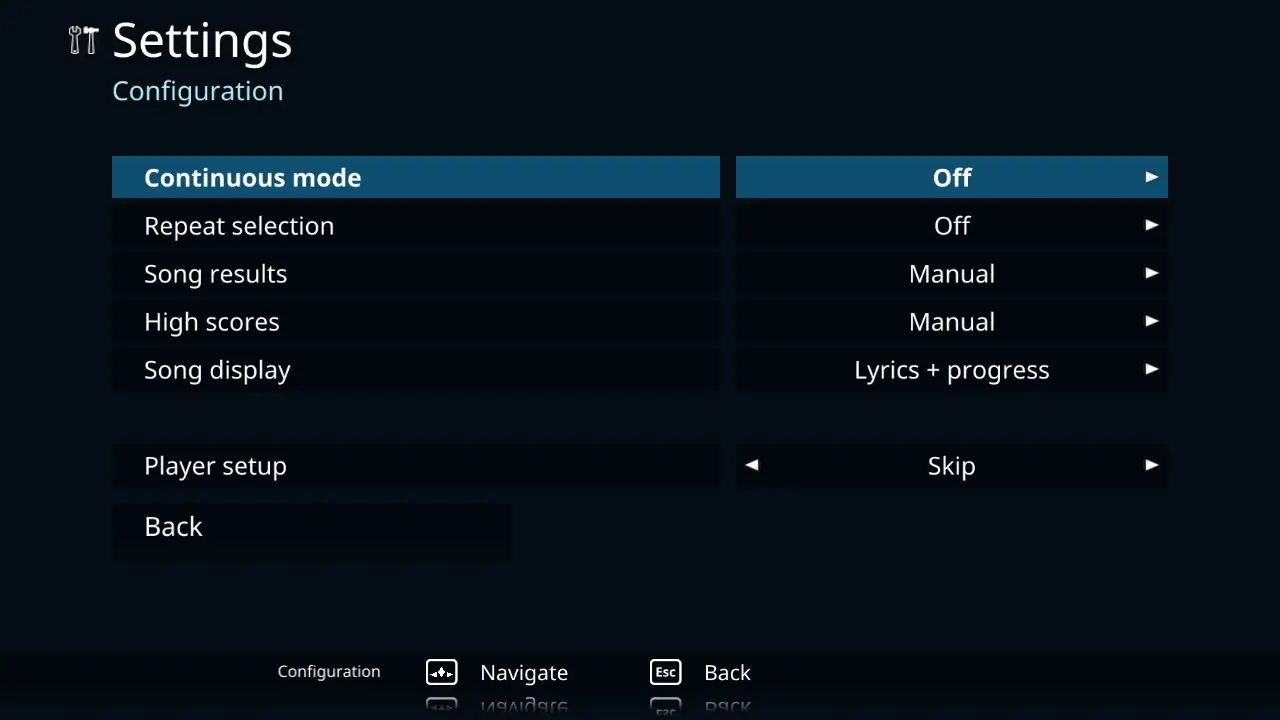 Settings
Configuration
Continuous mode Off
Repeat selection Off
Song results Manual
High scores Manual
Song display Lyrics + progress
Player setup Skip
Back
Configuration Navigate Esc Back